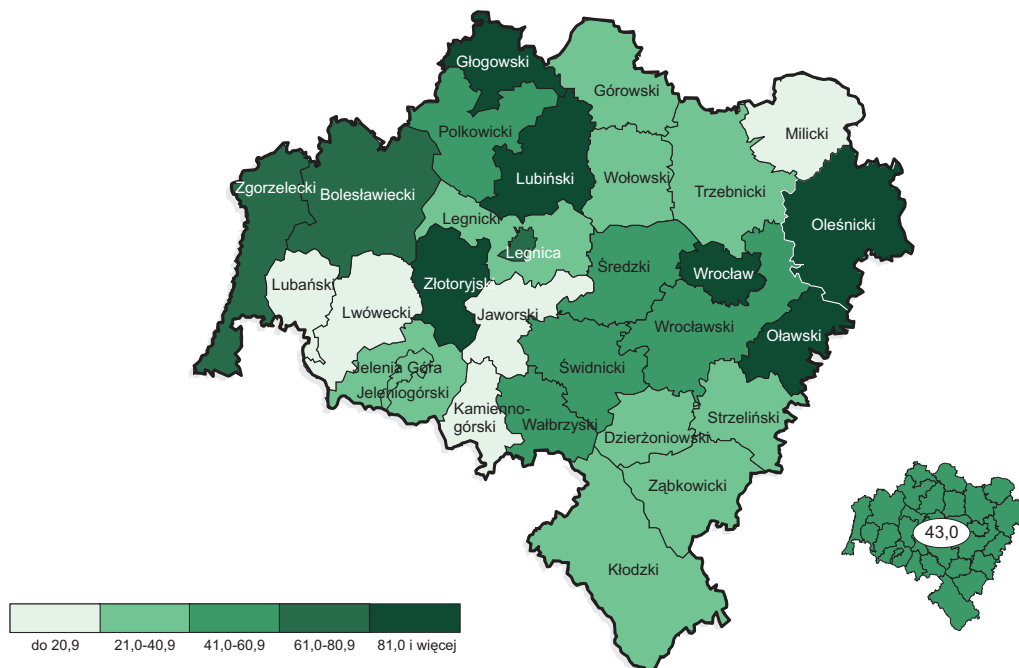 Głogowski
Górowski
Milicki
Polkowicki
Zgorzelecki
Bolesławiecki
Lubiński
Wołowski
Trzebnicki
Oleśnicki
Legnicki
Legnica
Średzki
Wrocław
Lubański
Złotoryjsk
Lwówecki
Jaworski
Wrocławski
Oławski
Jelenia Góra
Świdnicki
Jeleniogórski
Kamienno-
górski
Wałbrzyski
Strzeliński
Dzierżoniowski
Ząbkowicki
43,0
Kłodzki
do 20,9
21,0-40,9
41,0-60,9
61,0-80,9
81,0 i więcej